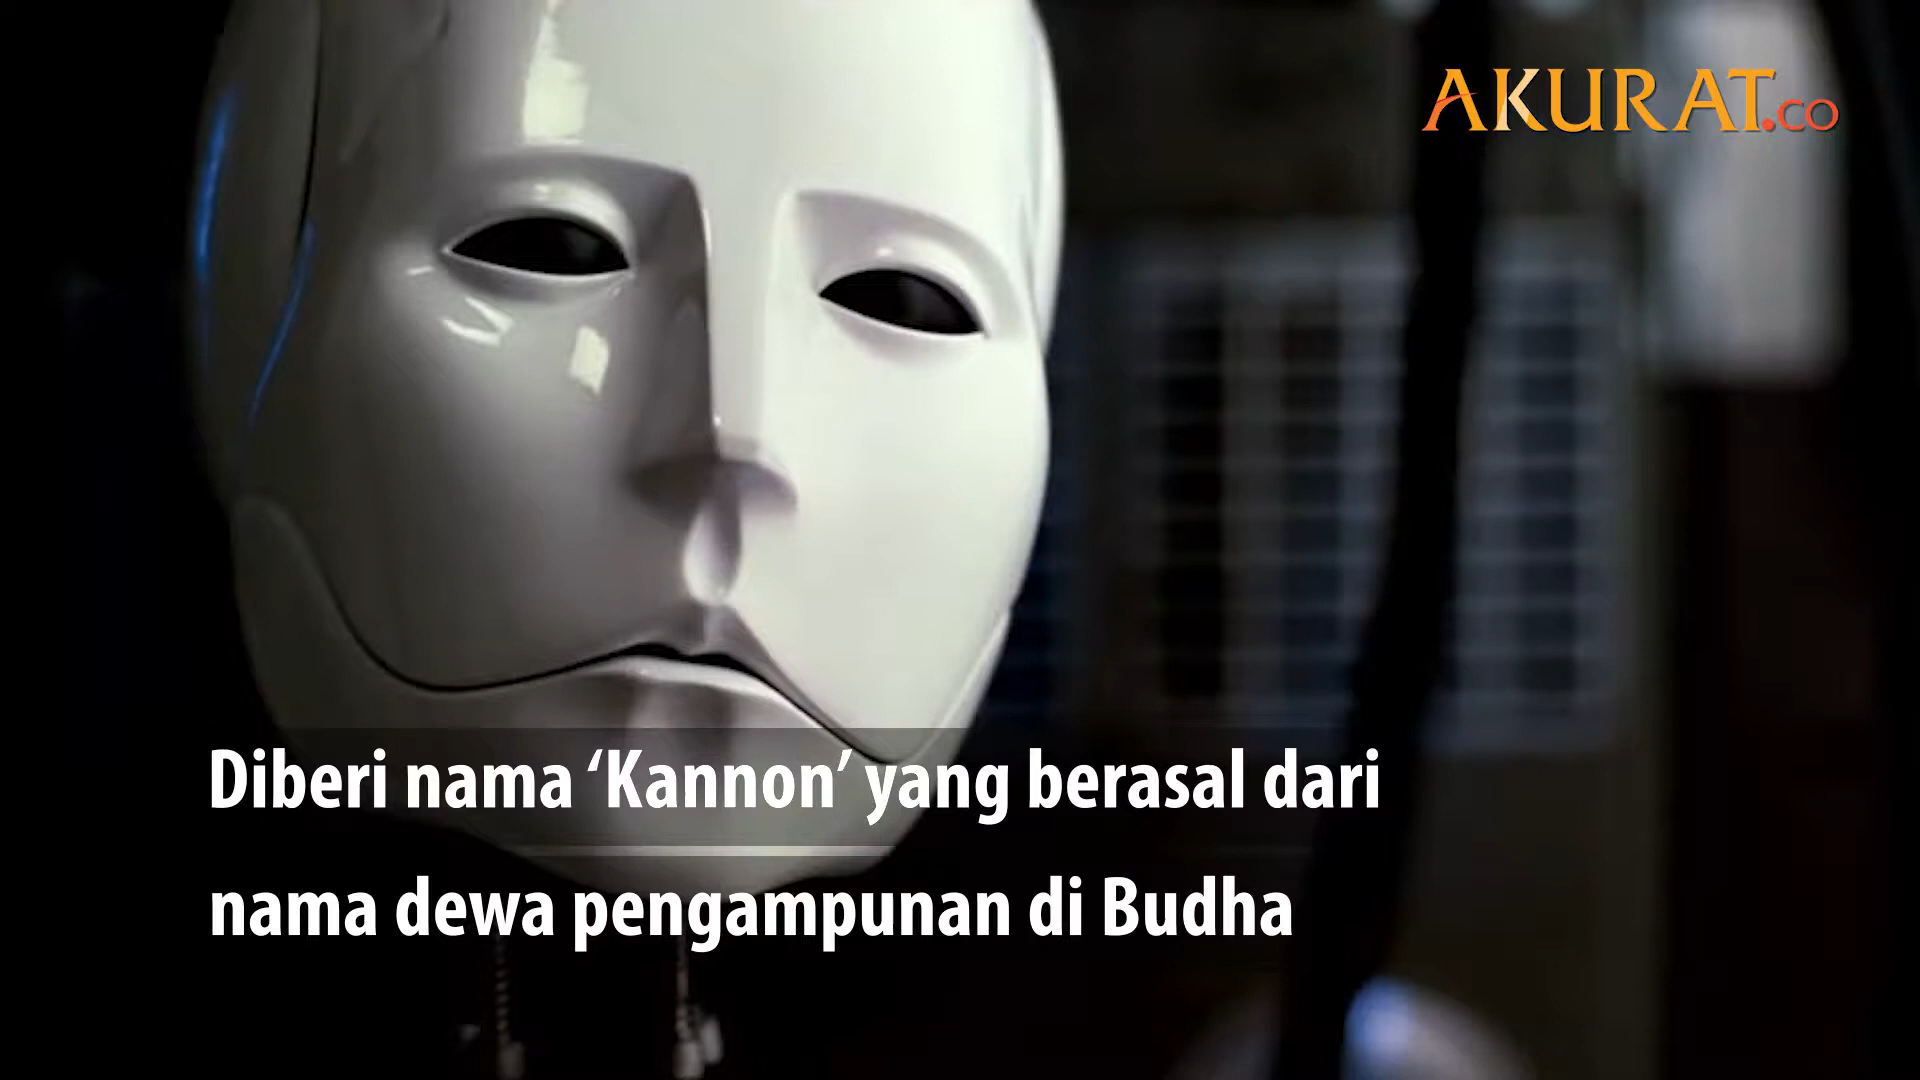 AKURAT.CO
Diberi nama ‘Kannon’ yang berasal dari
nama dewa pengampunan di Budha